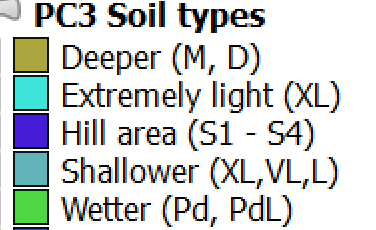 PC3 Soil types
Deeper (M, D)
Extremely light (XL)
Hill area (S1 - S4)
Shallower (XL,VL,L)
Wetter (Pd, PdL)